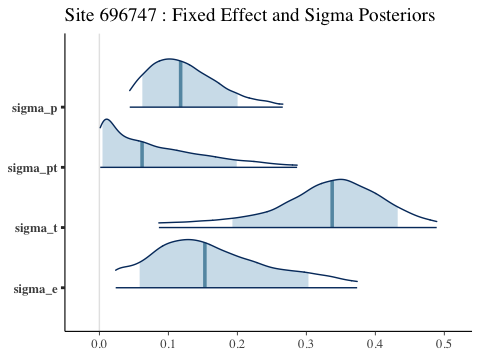 Site 696747 : Fixed Effect and Sigma Posteriors
sigma_p
sigma_pt
sigma_t
sigma_e
0.0 0.1 0.2 0.3 0.4 0.5